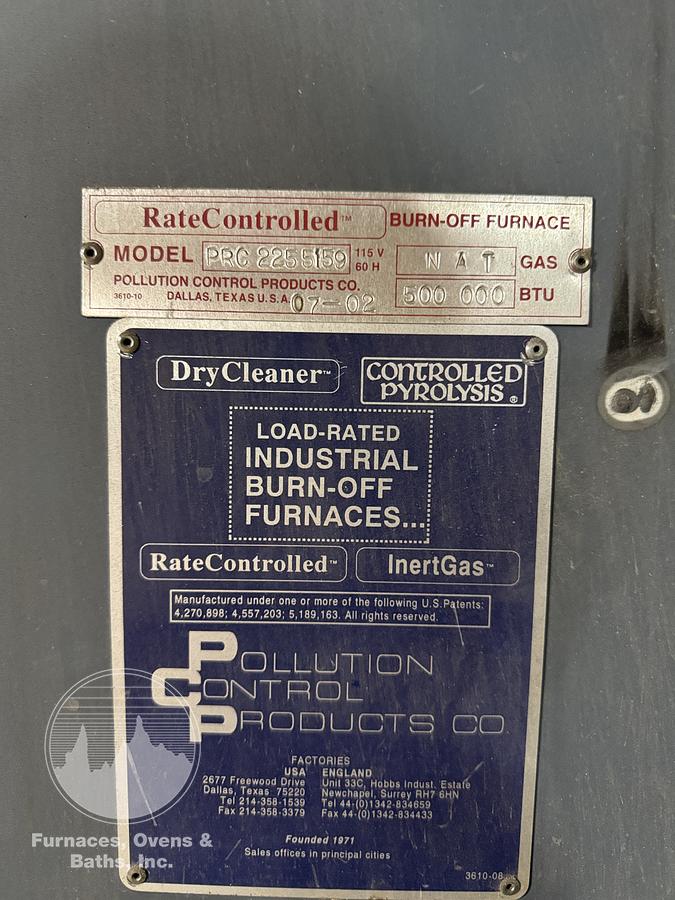 RateControlled™ BURN-OFF FURNACE
MODEL PRC 2255159 115 V 60 H NAT GAS
POLLUTION CONTROL PRODUCTS CO.
3610-10 DALLAS, TEXAS U.S.A. 07-02 500 000 BTU
DryCleaner™ CONTROLLED PYROLYSIS®
LOAD-RATED
INDUSTRIAL
BURN-OFF
FURNACES...
RateControlled™ InertGas™
Manufactured under one or more of the following U.S. Patents:
4,270,898; 4,557,203; 5,189,163. All rights reserved.
POLLUTION
CONTROL
PRODUCTS CO
FACTORIES
USA ENGLAND
2677 Freewood Drive Unit 33C, Hobbs Indust. Estate
Dallas, Texas 75220 Newchapel, Surrey RH7 6HN
Tel 214-358-1539 Tel 44-(0)1342-834659
Fax 214-358-3379 Fax 44-(0)1342-834433
Founded 1971
Sales offices in principal cities
3610-08
Furnaces, Ovens &
Baths, Inc.